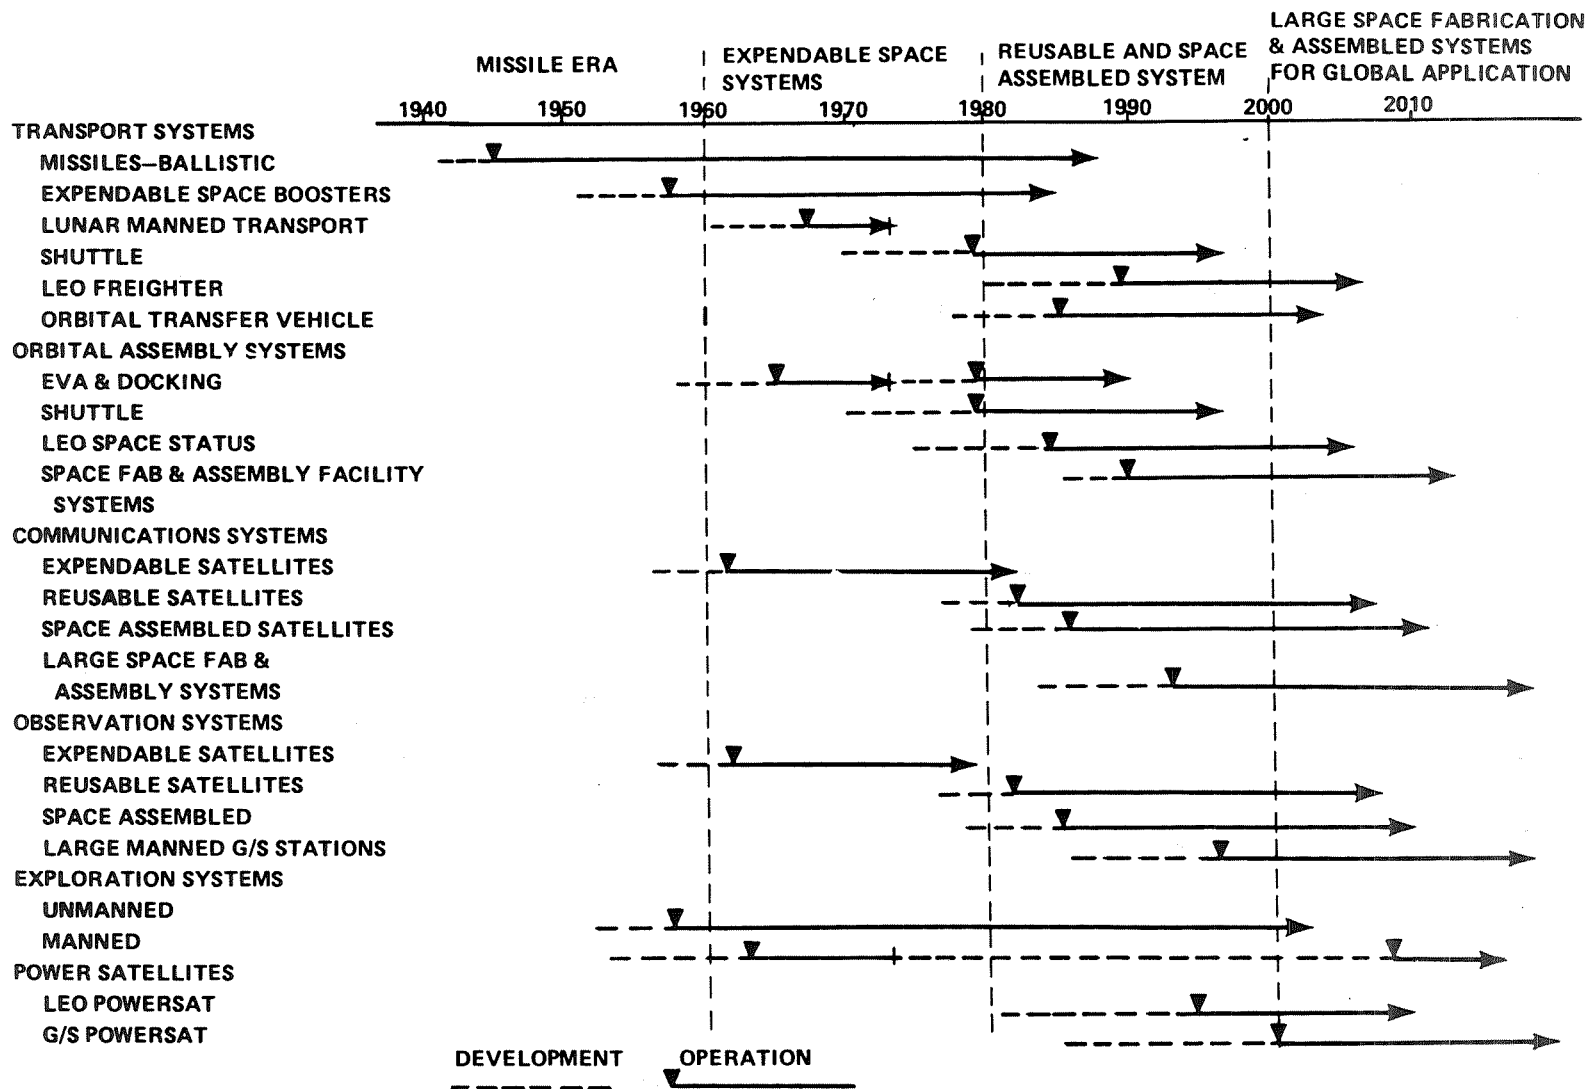 LARGE SPACE FABRICATION
& ASSEMBLED SYSTEMS
FOR GLOBAL APPLICATION
MISSILE ERA
EXPENDABLE SPACE
SYSTEMS
REUSABLE AND SPACE
ASSEMBLED SYSTEM
1940 1950 1960 1970 1980 1990 2000 2010
TRANSPORT SYSTEMS
MISSILES–BALLISTIC
EXPENDABLE SPACE BOOSTERS
LUNAR MANNED TRANSPORT
SHUTTLE
LEO FREIGHTER
ORBITAL TRANSFER VEHICLE
ORBITAL ASSEMBLY SYSTEMS
EVA & DOCKING
SHUTTLE
LEO SPACE STATUS
SPACE FAB & ASSEMBLY FACILITY
SYSTEMS
COMMUNICATIONS SYSTEMS
EXPENDABLE SATELLITES
REUSABLE SATELLITES
SPACE ASSEMBLED SATELLITES
LARGE SPACE FAB &
ASSEMBLY SYSTEMS
OBSERVATION SYSTEMS
EXPENDABLE SATELLITES
REUSABLE SATELLITES
SPACE ASSEMBLED
LARGE MANNED G/S STATIONS
EXPLORATION SYSTEMS
UNMANNED
MANNED
POWER SATELLITES
LEO POWERSAT
G/S POWERSAT
DEVELOPMENT OPERATION